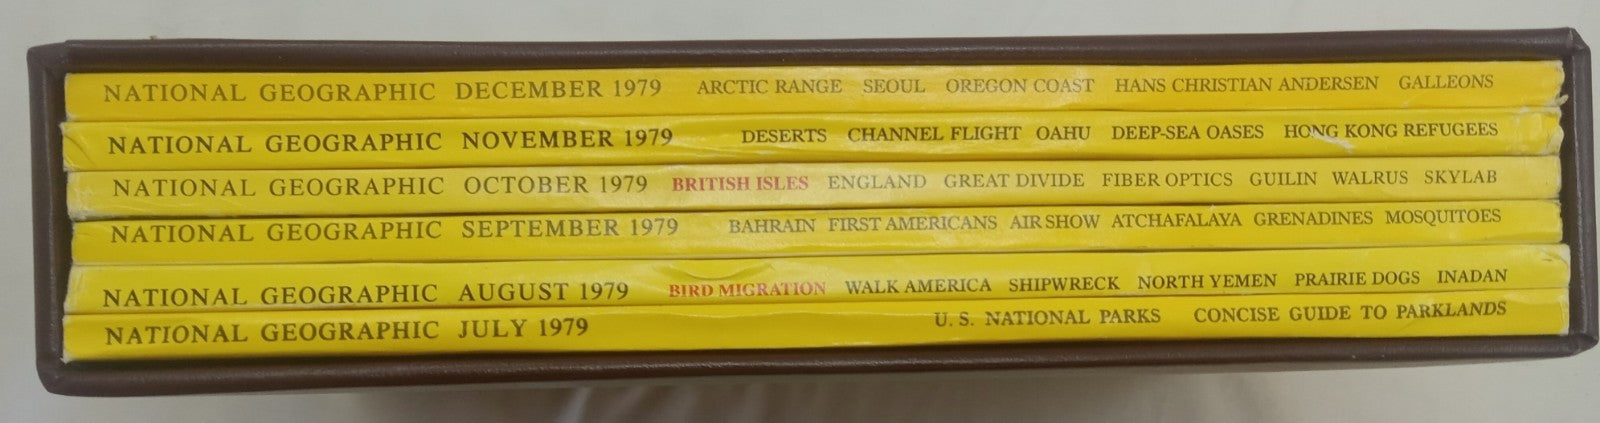 NATIONAL GEOGRAPHIC DECEMBER 1979 ARCTIC RANGE SEOUL OREGON COAST HANS CHRISTIAN ANDERSEN GALLEONS
NATIONAL GEOGRAPHIC NOVEMBER 1979 DESERTS CHANNEL FLIGHT OAHU DEEP-SEA OASES HONG KONG REFUGEES
NATIONAL GEOGRAPHIC OCTOBER 1979 BRITISH ISLES ENGLAND GREAT DIVIDE FIBER OPTICS GUILIN WALRUS SKYLAB
NATIONAL GEOGRAPHIC SEPTEMBER 1979 BAHRAIN FIRST AMERICANS AIR SHOW ATCHAFALAYA GRENADINES MOSQUITOES
NATIONAL GEOGRAPHIC AUGUST 1979 BIRD MIGRATION WALK AMERICA SHIPWRECK NORTH YEMEN PRAIRIE DOGS INADAN
NATIONAL GEOGRAPHIC JULY 1979 U. S. NATIONAL PARKS CONCISE GUIDE TO PARKLANDS